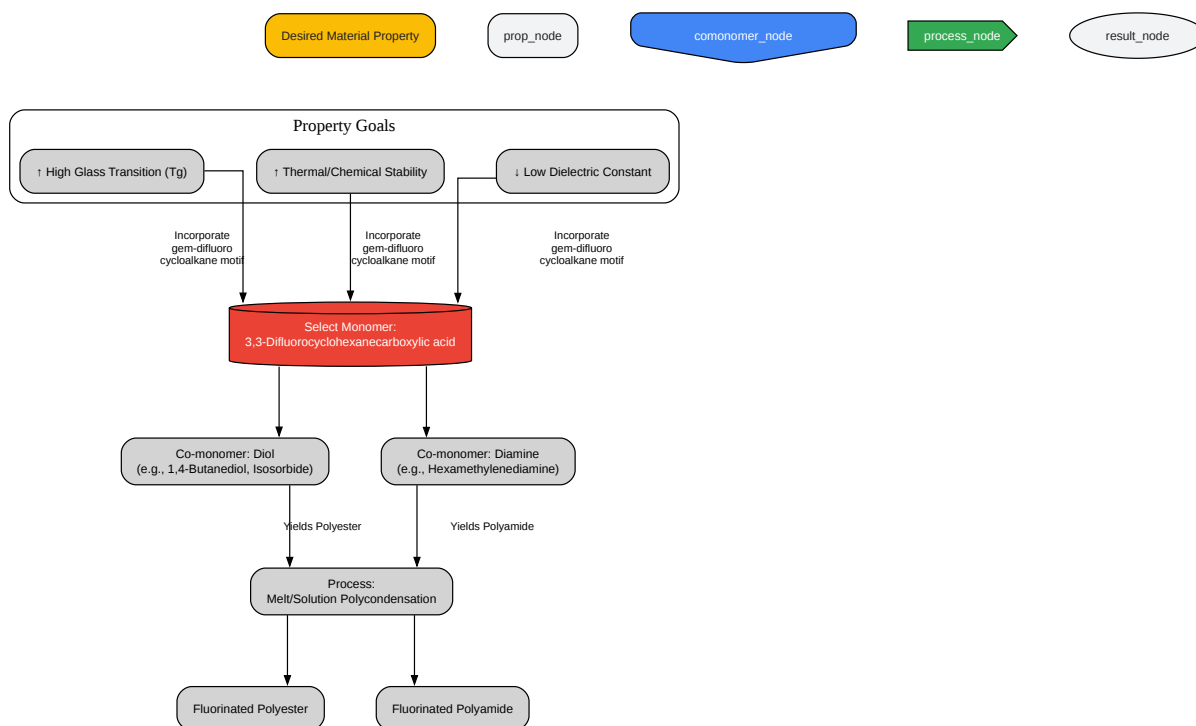 Desired Material Property
prop_node
comonomer_node
process_node
result_node
Property Goals
↑ High Glass Transition (Tg)
↑ Thermal/Chemical Stability
↓ Low Dielectric Constant
Incorporate
gem-difluoro
cycloalkane motif
Incorporate
gem-difluoro
cycloalkane motif
Incorporate
gem-difluoro
cycloalkane motif
Select Monomer:
3,3-Difluorocyclohexanecarboxylic acid
Co-monomer: Diol
(e.g., 1,4-Butanediol, Isosorbide)
Co-monomer: Diamine
(e.g., Hexamethylenediamine)
Yields Polyester
Yields Polyamide
Process:
Melt/Solution Polycondensation
Fluorinated Polyester
Fluorinated Polyamide